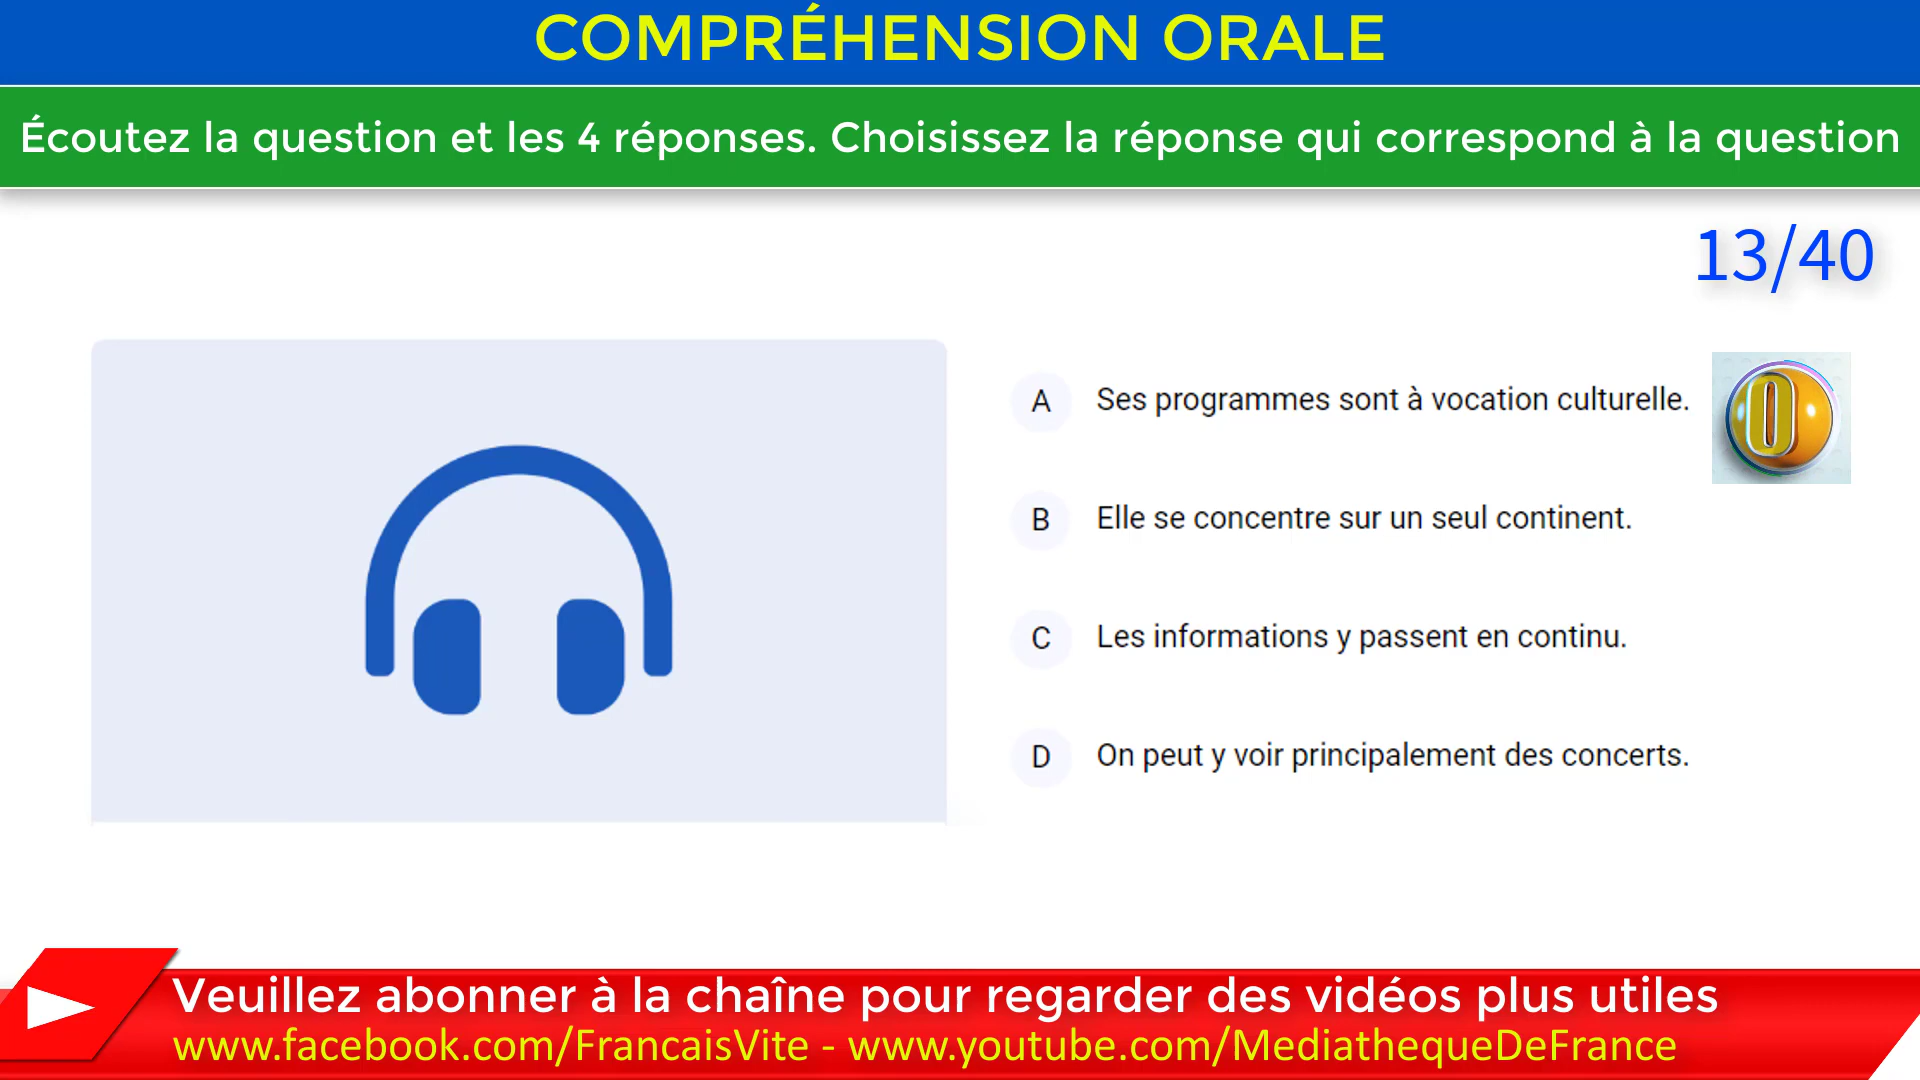 COMPRÉHENSION ORALE
Écoutez la question et les 4 réponses. Choisissez la réponse qui correspond à la question
13/40
A Ses programmes sont à vocation culturelle.
0
B Elle se concentre sur un seul continent.
C Les informations y passent en continu.
D On peut y voir principalement des concerts.
Veuillez abonner à la chaîne pour regarder des vidéos plus utiles
www.facebook.com/FrancaisVite - www.youtube.com/MediathequeDeFrance